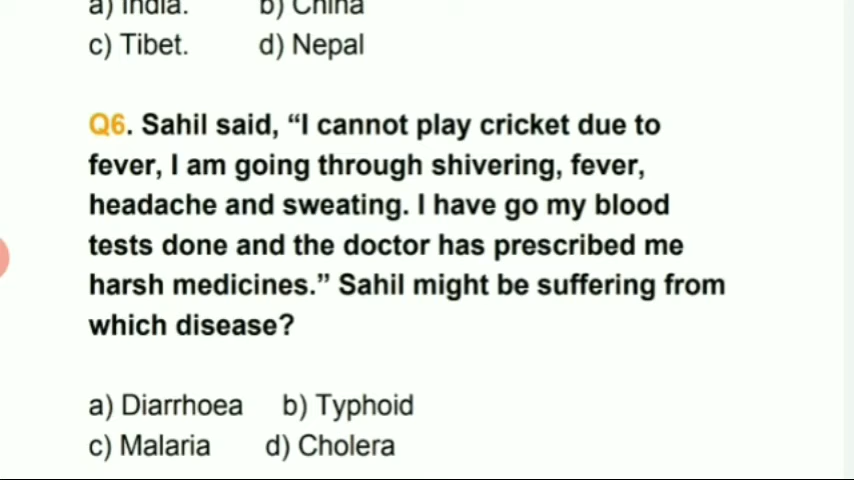 a) India. b) China
c) Tibet. d) Nepal
Q6. Sahil said, “I cannot play cricket due to
fever, I am going through shivering, fever,
headache and sweating. I have go my blood
tests done and the doctor has prescribed me
harsh medicines.” Sahil might be suffering from
which disease?
a) Diarrhoea b) Typhoid
c) Malaria d) Cholera